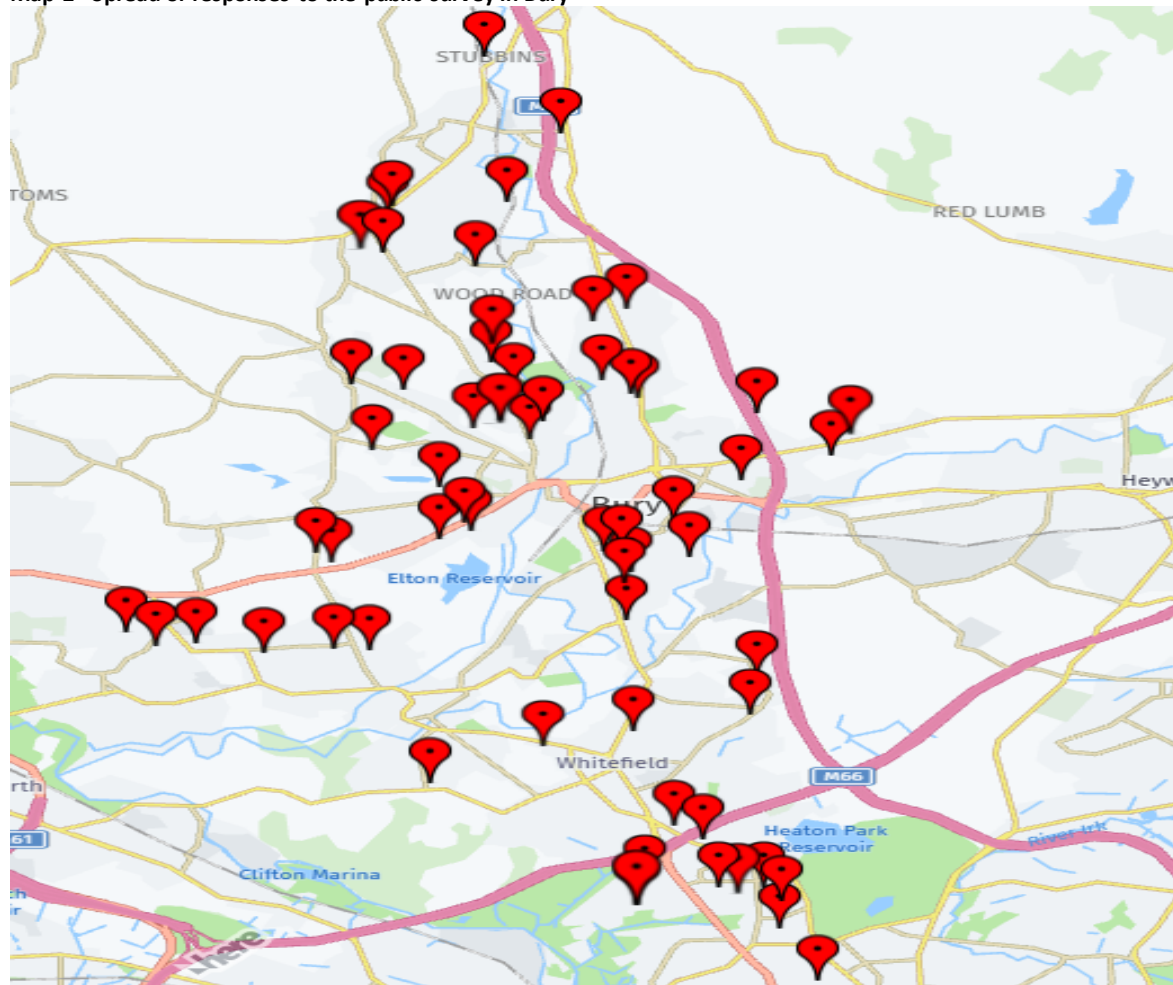 STUBBINS
TOMS
RED LUMB
WOOD ROAD
Bury
Heyw
Elton Reservoir
Whitefield
M66
rth
61
Heaton Park
Reservoir
River Irk
Clifton Marina
here